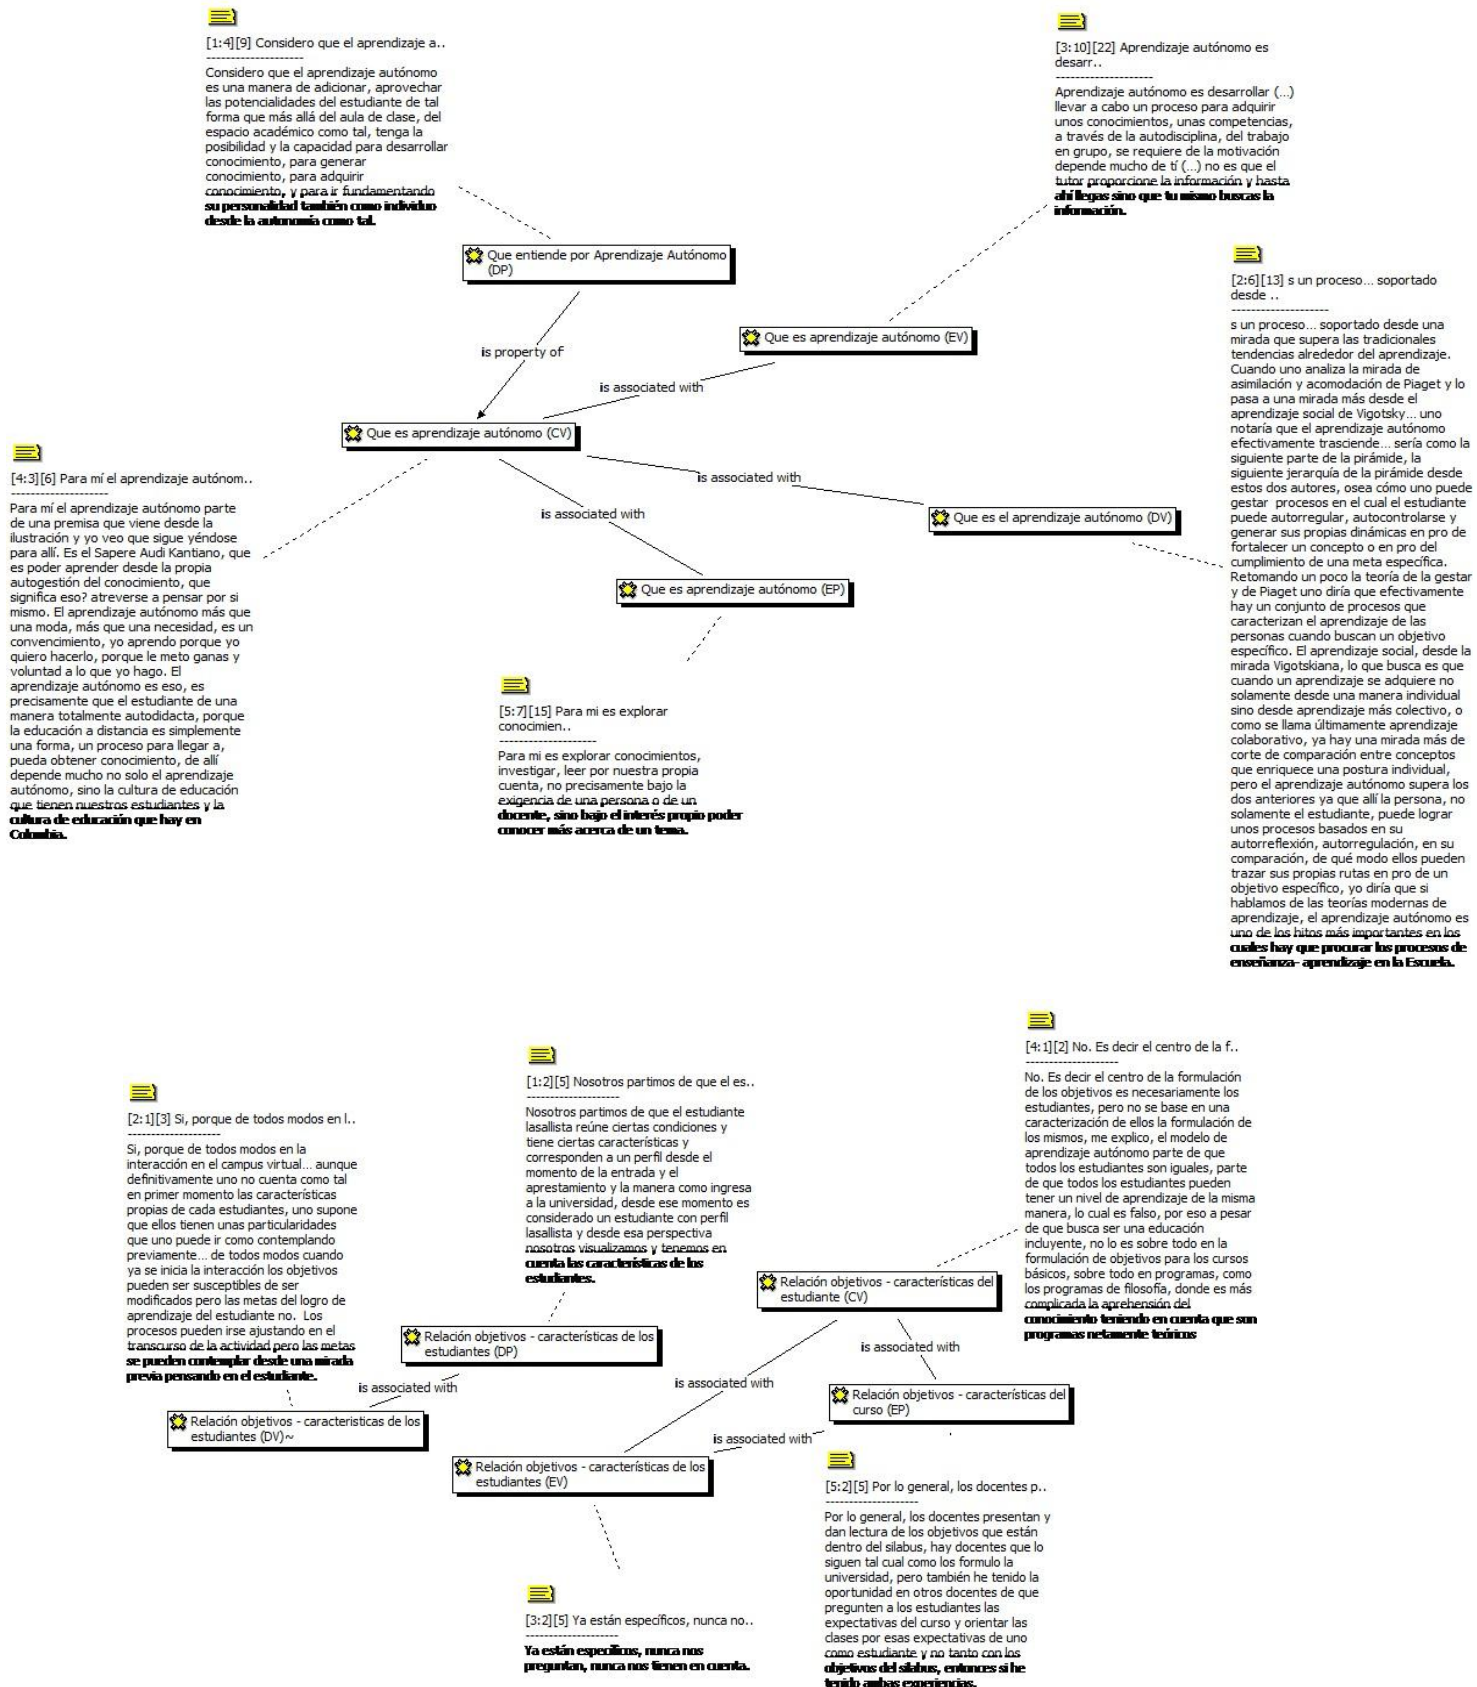 [1:4][9] Considero que el aprendizaje a..
--------------------
Considero que el aprendizaje autónomo
es una manera de adicionar, aprovechar
las potencialidades del estudiante de tal
forma que más allá del aula de clase, del
espacio académico como tal, tenga la
posibilidad y la capacidad para desarrollar
conocimiento, para generar
conocimiento, para adquirir
conocimiento, y para ir fundamentando
su personalidad también como individuo
desde la autonomía como tal.
[3:10][22] Aprendizaje autónomo es
desarr..
--------------------
Aprendizaje autónomo es desarrollar (...)
llevar a cabo un proceso para adquirir
unos conocimientos, unas competencias,
a través de la autodisciplina, del trabajo
en grupo, se requiere de la motivación
depende mucho de tí (...) no es que el
tutor proporcione la información y hasta
ahí llegas sino que tu mismo buscas la
información.
Que entiende por Aprendizaje Autónomo
(DP)
is property of
Que es aprendizaje autónomo (EV)
is associated with
Que es aprendizaje autónomo (CV)
is associated with
Que es el aprendizaje autónomo (DV)
is associated with
Que es aprendizaje autónomo (EP)
[2:6][13] s un proceso... soportado
desde ..
--------------------
s un proceso... soportado desde una
mirada que supera las tradicionales
tendencias alrededor del aprendizaje.
Cuando uno analiza la mirada de
asimilación y acomodación de Piaget y lo
pasa a una mirada más desde el
aprendizaje social de Vigotsky... uno
notaría que el aprendizaje autónomo
efectivamente trasciende... sería como la
siguiente parte de la pirámide, la
siguiente jerarquía de la pirámide desde
estos dos autores, osea cómo uno puede
gestar procesos en el cual el estudiante
puede autorregular, autocontrolarse y
generar sus propias dinámicas en pro de
fortalecer un concepto o en pro del
cumplimiento de una meta específica.
Retomando un poco la teoría de la gestar
y de Piaget uno diría que efectivamente
hay un conjunto de procesos que
caracterizan el aprendizaje de las
personas cuando buscan un objetivo
específico. El aprendizaje social, desde la
mirada Vigotskiana, lo que busca es que
cuando un aprendizaje se adquiere no
solamente desde una manera individual
sino desde aprendizaje más colectivo, o
como se llama últimamente aprendizaje
colaborativo, ya hay una mirada más de
corte de comparación entre conceptos
que enriquece una postura individual,
pero el aprendizaje autónomo supera los
dos anteriores ya que allí la persona, no
solamente el estudiante, puede lograr
unos procesos basados en su
autorreflexión, autorregulación, en su
comparación, de qué modo ellos pueden
trazar sus propias rutas en pro de un
objetivo específico, yo diría que si
hablamos de las teorías modernas de
aprendizaje, el aprendizaje autónomo es
uno de los hitos más importantes en los
cuales hay que procurar los procesos de
enseñanza- aprendizaje en la Escuela.
[4:3][6] Para mí el aprendizaje autónom..
--------------------
Para mí el aprendizaje autónomo parte
de una premisa que viene desde la
ilustración y yo veo que sigue yéndose
para allí. Es el Sapere Audi Kantiano, que
es poder aprender desde la propia
autogestión del conocimiento, que
significa eso? atreverse a pensar por si
mismo. El aprendizaje autónomo más que
una moda, más que una necesidad, es un
convencimiento, yo aprendo porque yo
quiero hacerlo, porque le meto ganas y
voluntad a lo que yo hago. El
aprendizaje autónomo es eso, es
precisamente que el estudiante de una
manera totalmente autodidacta, porque
la educación a distancia es simplemente
una forma, un proceso para llegar a,
pueda obtener conocimiento, de allí
depende mucho no solo el aprendizaje
autónomo, sino la cultura de educación
que tienen nuestros estudiantes y la
cultura de educación que hay en
Colombia.
[5:7][15] Para mi es explorar
conocimien..
--------------------
Para mi es explorar conocimientos,
investigar, leer por nuestra propia
cuenta, no precisamente bajo la
exigencia de una persona o de un
docente, sino bajo el interés propio poder
conocer más acerca de un tema.
[2:1][3] Si, porque de todos modos en l..
--------------------
Si, porque de todos modos en la
interacción en el campus virtual... aunque
definitivamente uno no cuenta como tal
en primer momento las características
propias de cada estudiantes, uno supone
que ellos tienen unas particularidades
que uno puede ir como contemplando
previamente... de todos modos cuando
ya se inicia la interacción los objetivos
pueden ser susceptibles de ser
modificados pero las metas del logro de
aprendizaje del estudiante no. Los
procesos pueden irse ajustando en el
transcurso de la actividad pero las metas
se pueden contemplar desde una mirada
previa pensando en el estudiante.
[1:2][5] Nosotros partimos de que el es..
--------------------
Nosotros partimos de que el estudiante
lasallista reúne ciertas condiciones y
tiene ciertas características y
corresponden a un perfil desde el
momento de la entrada y el
aprestamiento y la manera como ingresa
a la universidad, desde ese momento es
considerado un estudiante con perfil
lasallista y desde esa perspectiva
nosotros visualizamos y tenemos en
cuenta las características de los
estudiantes.
[4:1][2] No. Es decir el centro de la f..
--------------------
No. Es decir el centro de la formulación
de los objetivos es necesariamente los
estudiantes, pero no se base en una
caracterización de ellos la formulación de
los mismos, me explico, el modelo de
aprendizaje autónomo parte de que
todos los estudiantes son iguales, parte
de que todos los estudiantes pueden
tener un nivel de aprendizaje de la misma
manera, lo cual es falso, por eso a pesar
de que busca ser una educación
incluyente, no lo es sobre todo en la
formulación de objetivos para los cursos
básicos, sobre todo en programas, como
los programas de filosofía, donde es más
complicada la aprehensión del
conocimiento teniendo en cuenta que son
programas netamente teóricos
Relación objetivos - características del
estudiante (CV)
Relación objetivos - características de los
estudiantes (DP)
is associated with
is associated with
is associated with
Relación objetivos - características del
curso (EP)
Relación objetivos - caracteristicas de los
estudiantes (DV)~
is associated with
Relación objetivos - características de los
estudiantes (EV)
[5:2][5] Por lo general, los docentes p..
--------------------
Por lo general, los docentes presentan y
dan lectura de los objetivos que están
dentro del silabus, hay docentes que lo
siguen tal cual como los formulo la
universidad, pero también he tenido la
oportunidad en otros docentes de que
pregunten a los estudiantes las
expectativas del curso y orientar las
clases por esas expectativas de uno
como estudiante y no tanto con los
objetivos del silabus, entonces si he
tenido ambas experiencias.
[3:2][5] Ya están específicos, nunca no..
--------------------
Ya están específicos, nunca nos
preguntan, nunca nos tienen en cuenta.